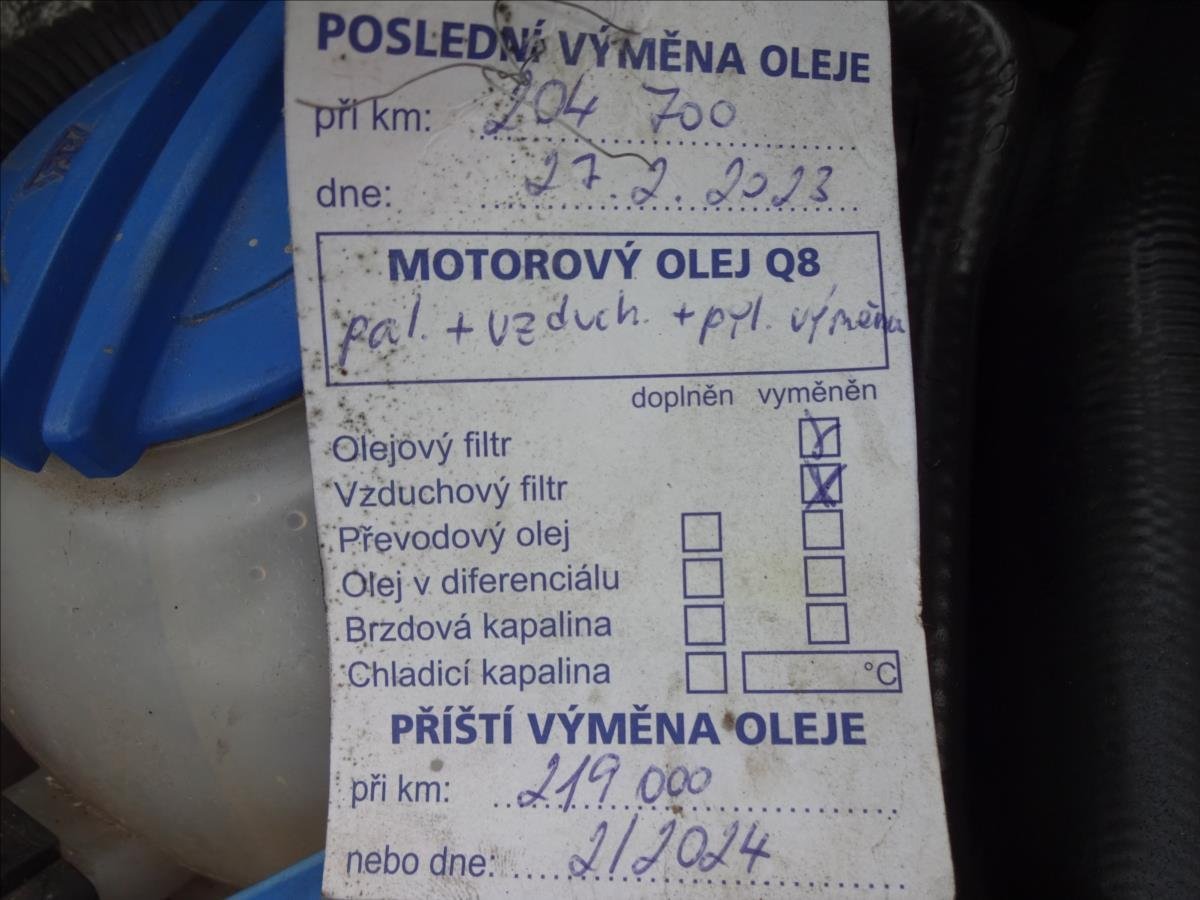 POSLEDNÍ VÝMĚNA OLEJE
při km: 204 700
dne: 27. 2. 2023
MOTOROVÝ OLEJ Q8
pal. + vzduch. + pyl. výměna
doplněn vyměněn
Olejový filtr
Vzduchový filtr
Převodový olej
Olej v diferenciálu
Brzdová kapalina
Chladicí kapalina °C
PŘÍŠTÍ VÝMĚNA OLEJE
při km: 219 000
nebo dne: 2/2024